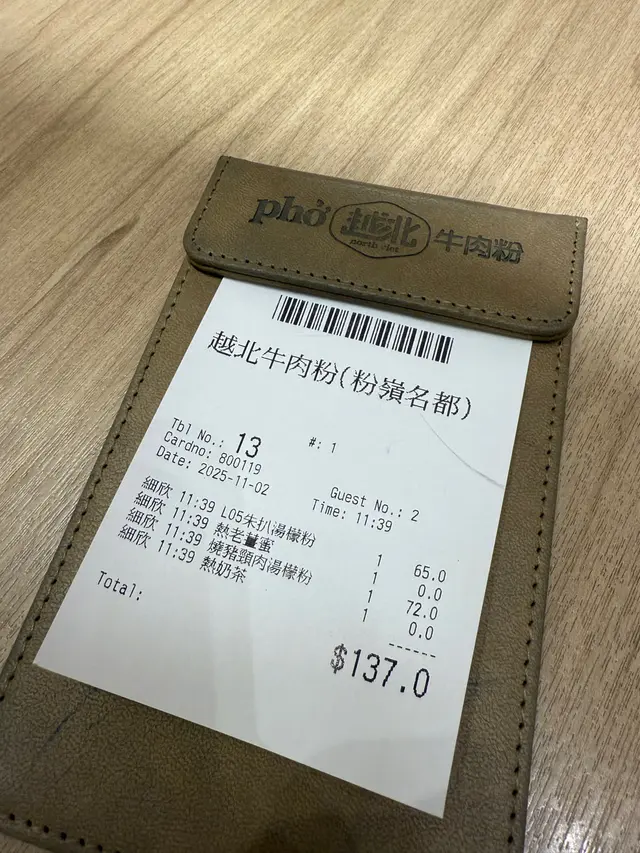 phở 越北 牛肉粉
north viet
越北牛肉粉(粉嶺名都)
Tbl No.: 13 #: 1
Cardno: 800119
Date: 2025-11-02 Guest No.: 2
Time: 11:39
細欣 11:39 L05朱扒湯檬粉 1 65.0
細欣 11:39 熱老薑蜜 1 0.0
細欣 11:39 燒豬頸肉湯檬粉 1 72.0
細欣 11:39 熱奶茶 1 0.0
Total: $137.0